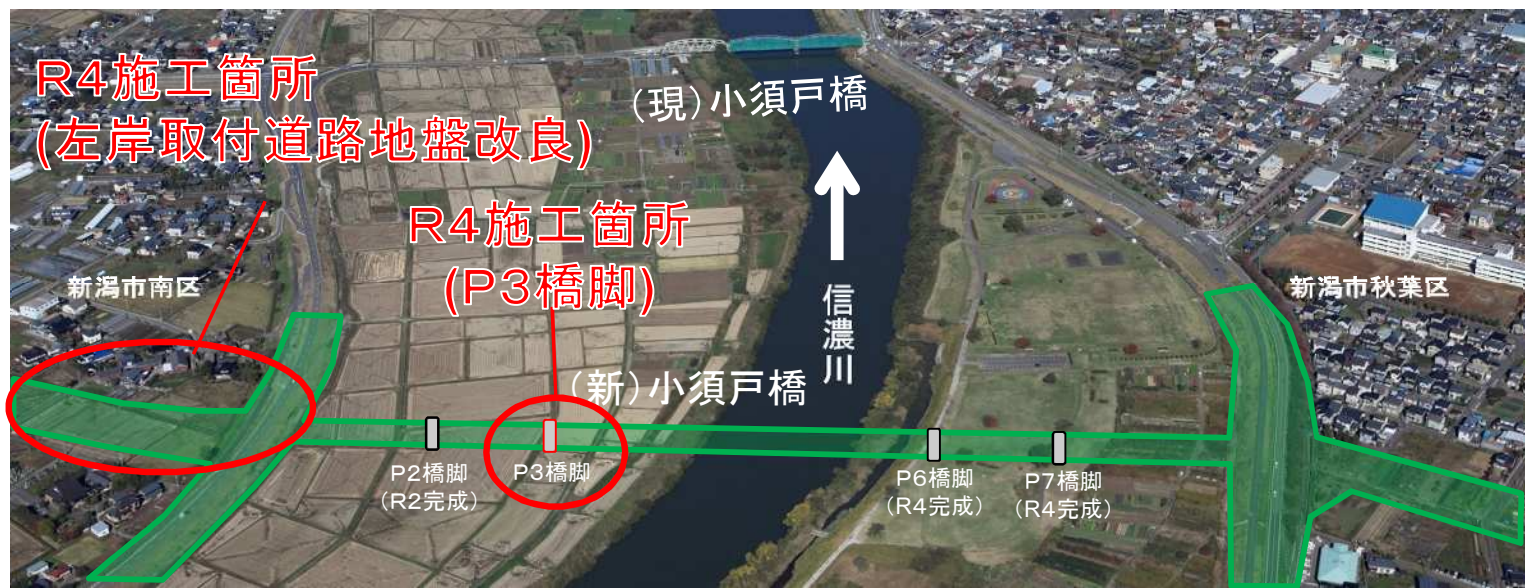 R4施工箇所
(左岸取付道路地盤改良)
(現)小須戸橋
R4施工箇所
(P3橋脚)
新潟市南区
信濃川
新潟市秋葉区
(新)小須戸橋
P2橋脚
(R2完成)
P3橋脚
P6橋脚
(R4完成)
P7橋脚
(R4完成)